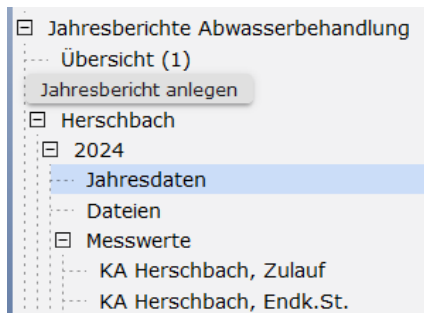 Jahresberichte Abwasserbehandlung
Übersicht (1)
Jahresbericht anlegen
Herschbach
2024
Jahresdaten
Dateien
Messwerte
KA Herschbach, Zulauf
KA Herschbach, Endk.St.